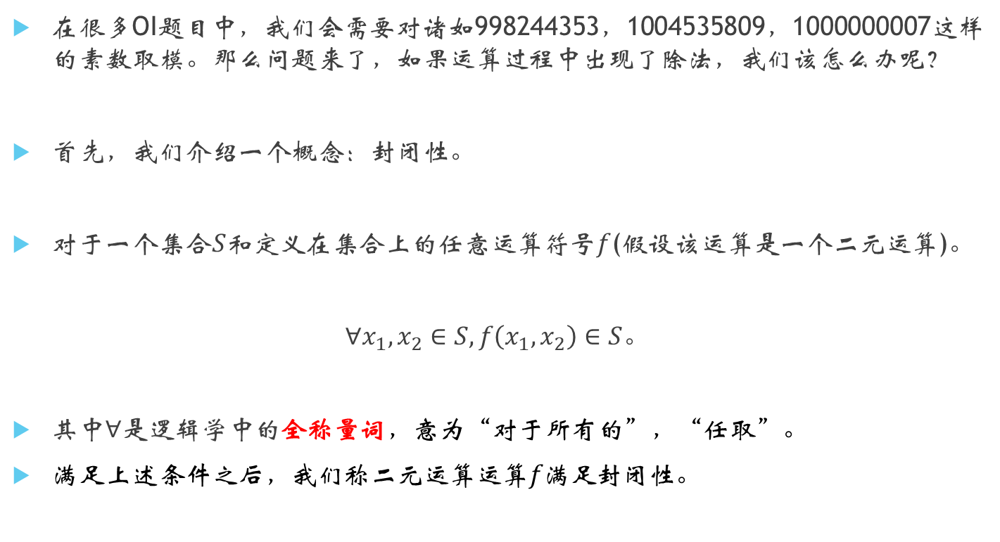 在很多OI题目中，我们会需要对诸如998244353，1004535809，1000000007这样
的素数取模。那么问题来了，如果运算过程中出现了除法，我们该怎么办呢？
首先，我们介绍一个概念：封闭性。
对于一个集合S和定义在集合上的任意运算符号f(假设该运算是一个二元运算)。
∀x₁,x₂ ∈ S,f(x₁,x₂) ∈ S。
其中∀是逻辑学中的全称量词，意为“对于所有的”，“任取”。
满足上述条件之后，我们称二元运算运算f满足封闭性。